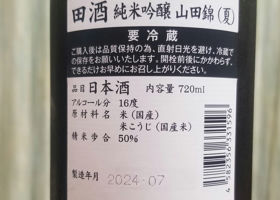 田酒 純米吟醸 山田錦(夏)
要冷蔵
ご購入後は品質保持の為、直射日光を避け、冷蔵で
の保存をお願いいたします。開栓前後にかかわらず、
できるだけお早めにお召し上がりください。
品目 日本酒 内容量 720ml
アルコール分 16度
原材料名 米(国産)
米こうじ(国産米)
精米歩合 50%
製造年月 2024.07
4582356531596